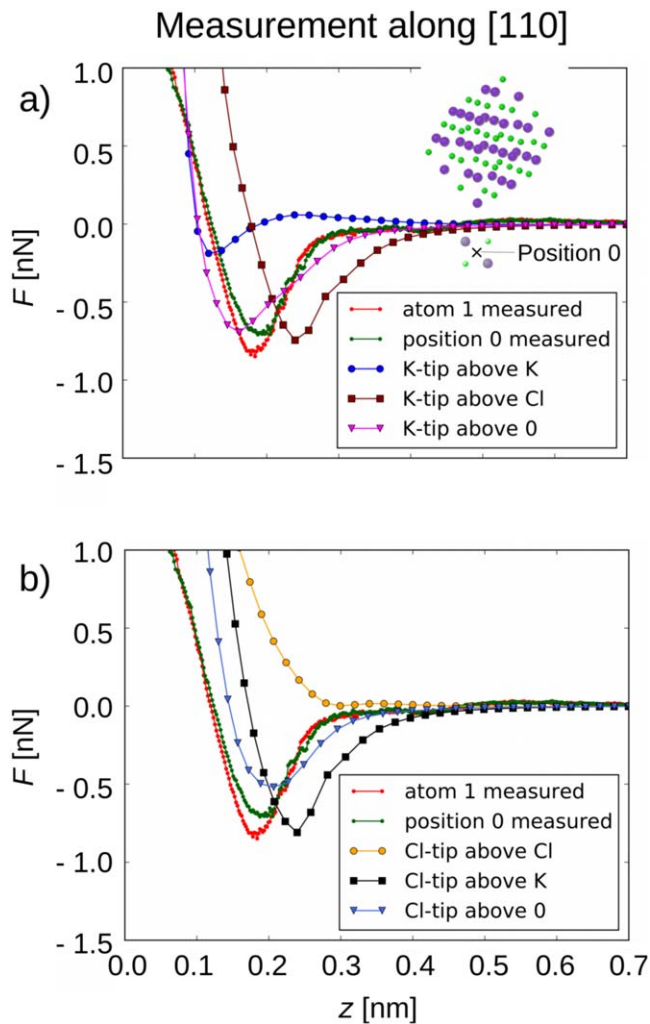 Measurement along [110]
a)
1.0
0.5
0.0
- 0.5
- 1.0
- 1.5
F [nN]
Position 0
atom 1 measured
position 0 measured
K-tip above K
K-tip above Cl
K-tip above 0
b)
1.0
0.5
0.0
- 0.5
- 1.0
- 1.5
F [nN]
atom 1 measured
position 0 measured
Cl-tip above Cl
Cl-tip above K
Cl-tip above 0
0.0 0.1 0.2 0.3 0.4 0.5 0.6 0.7
z [nm]